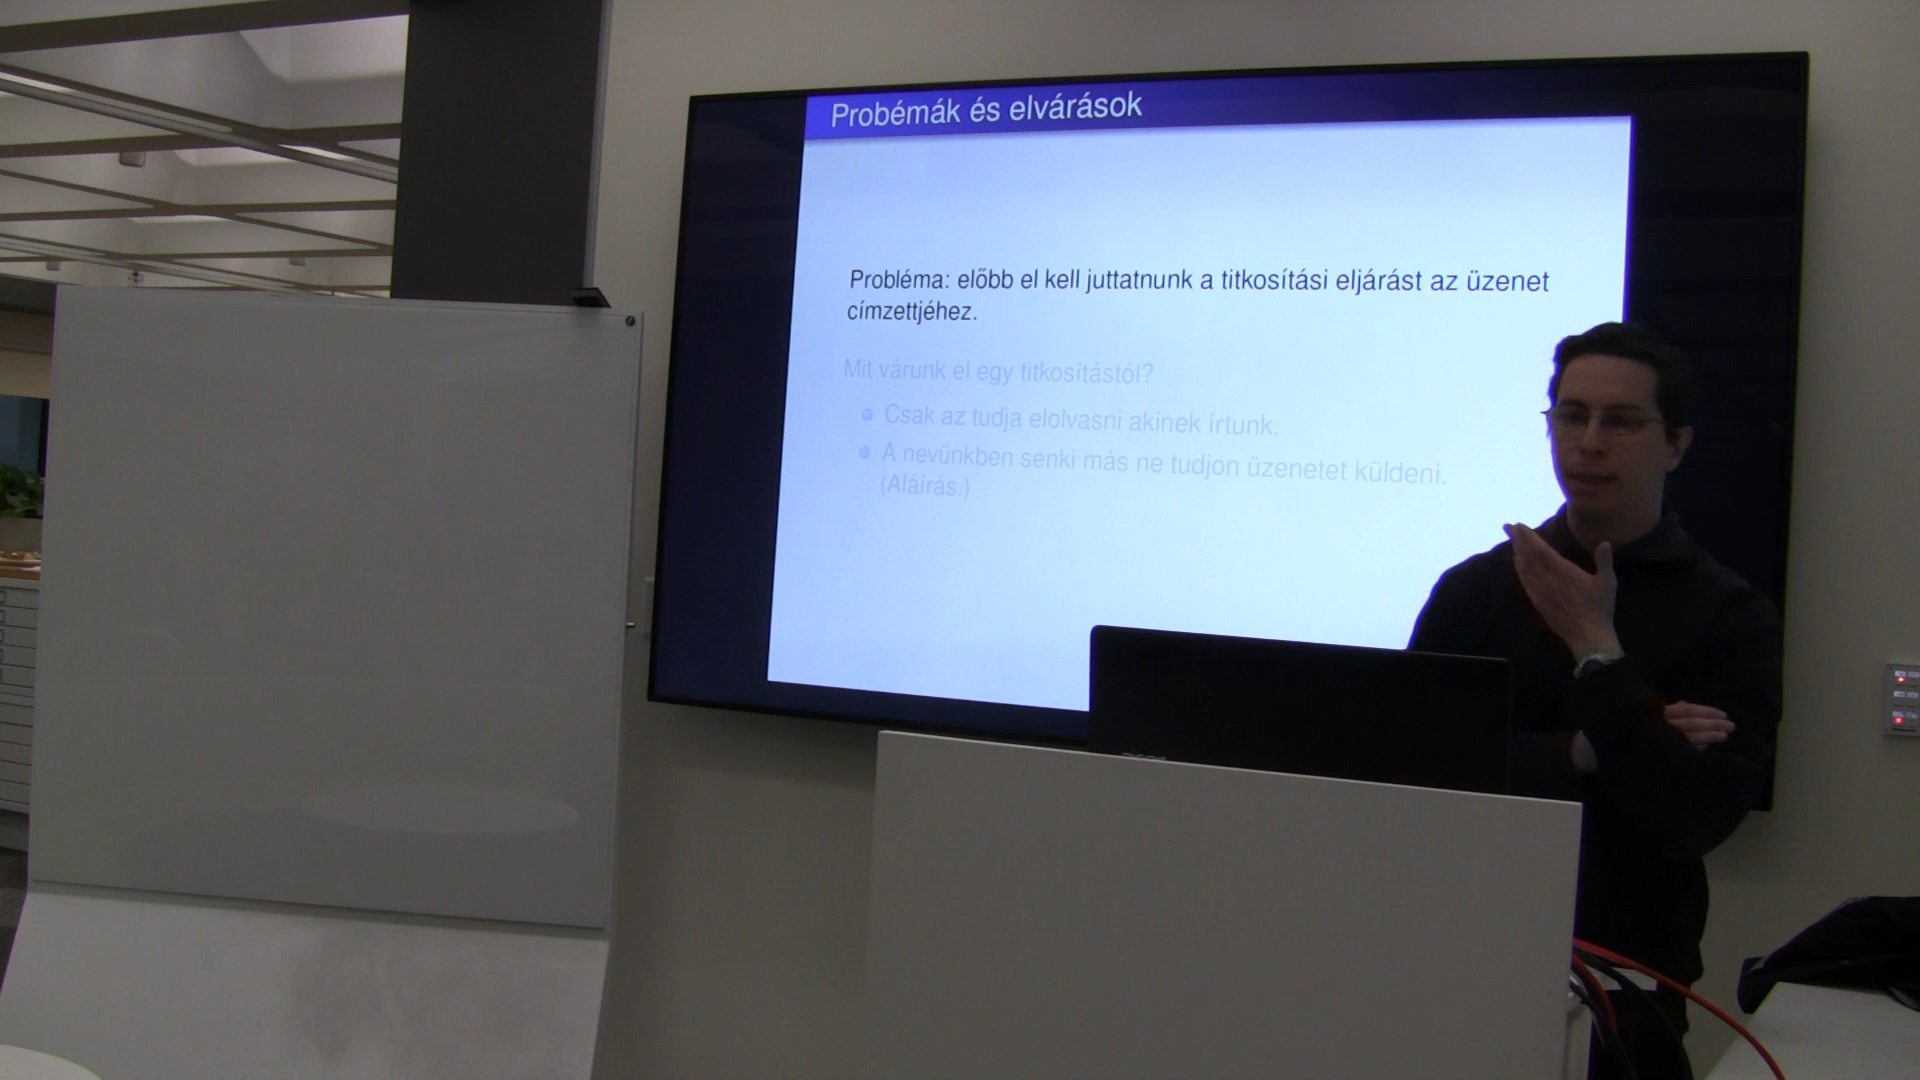 Probémák és elvárások
Probléma: előbb el kell juttatnunk a titkosítási eljárást az üzenet
címzettjéhez.
Mit várunk el egy titkosítástól?
Csak az tudja elolvasni akinek írtunk.
A nevünkben senki más ne tudjon üzenetet küldeni.
(Aláírás.)